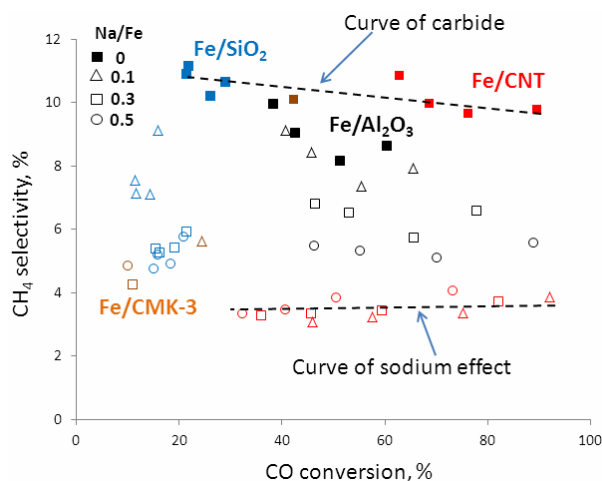 Na/Fe
0
0.1
0.3
0.5
Fe/SiO₂
Curve of carbide
Fe/CNT
Fe/Al₂O₃
Fe/CMK-3
Curve of sodium effect
CH₄ selectivity, %
12
10
8
6
4
2
0
0
20
40
60
80
100
CO conversion, %